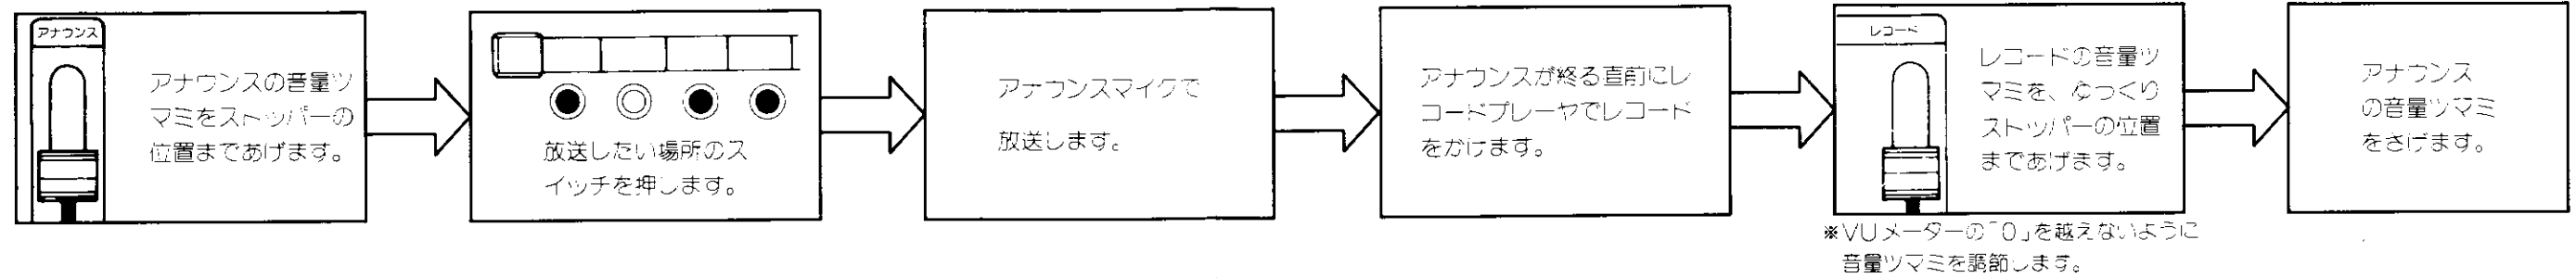 アナウンス
アナウンスの音量ツ
マミをストッパーの
位置まであげます。
放送したい場所のス
イッチを押します。
アナウンスマイクで
放送します。
アナウンスが終る直前にレ
コードプレーヤでレコード
をかけます。
レコード
レコードの音量ツ
マミを、ゆっくり
ストッパーの位置
まであげます。
※VUメーターの「0」を越えないように
音量ツマミを調節します。
アナウンス
の音量ツマミ
をさげます。